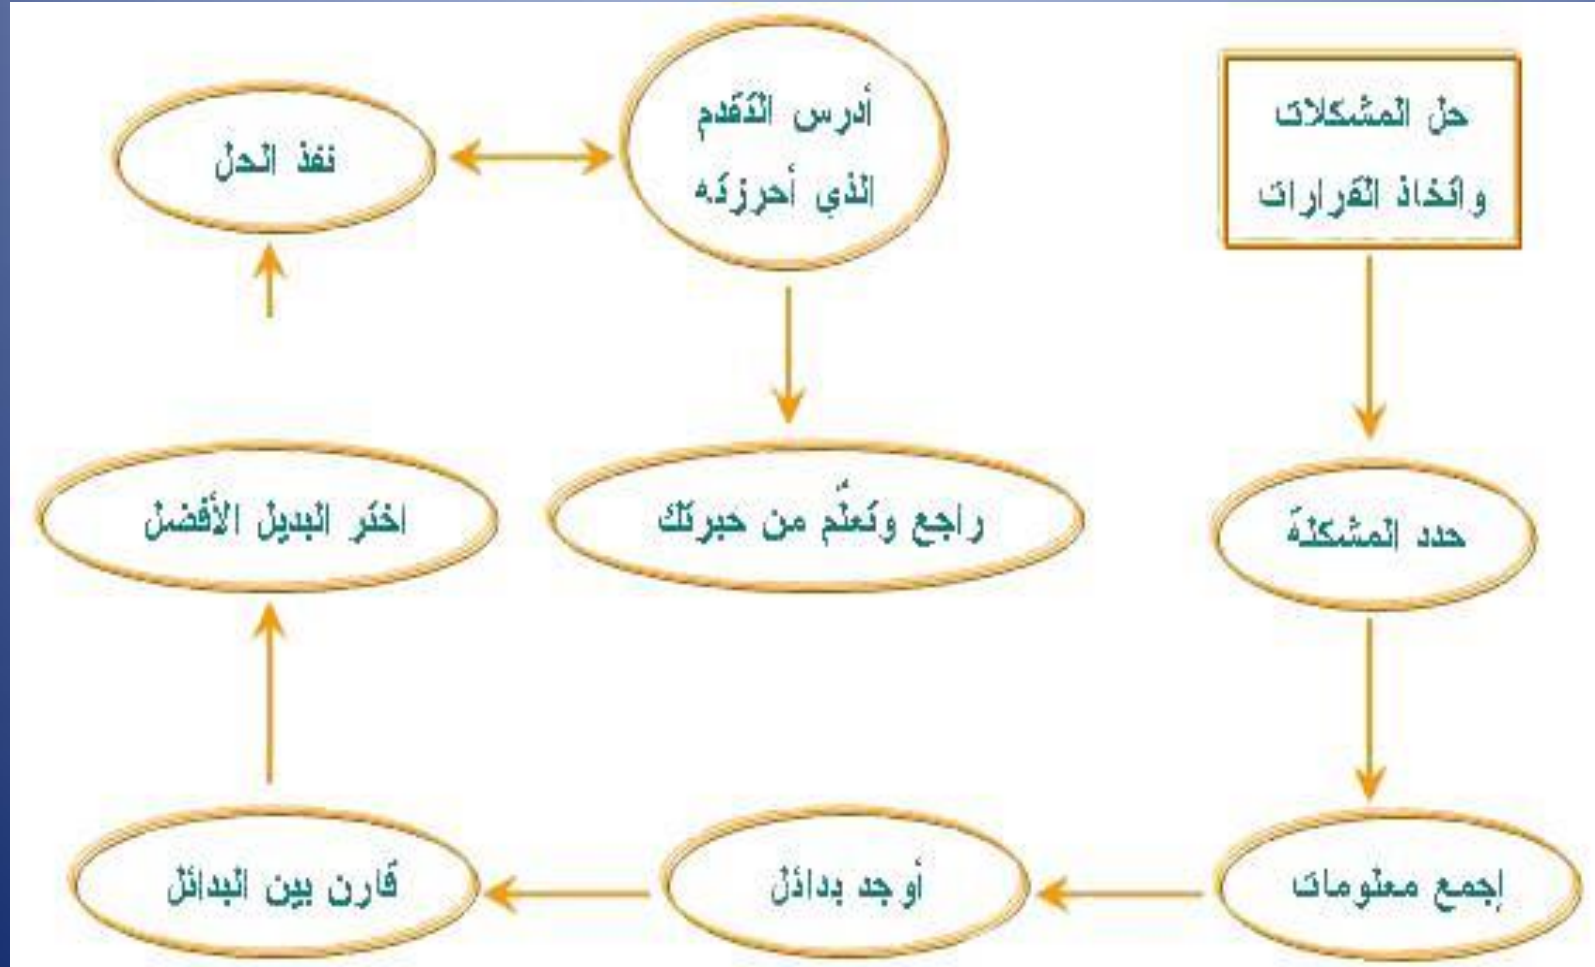 حل المشكلات
واتخاذ القرارات
حدد المشكلة
إجمع معلومات
أوجد بدائل
قارن بين البدائل
اختر البديل الأفضل
نفذ الحل
أدرس التقدم
الذي أحرزته
راجع وتعلّم من خبرتك